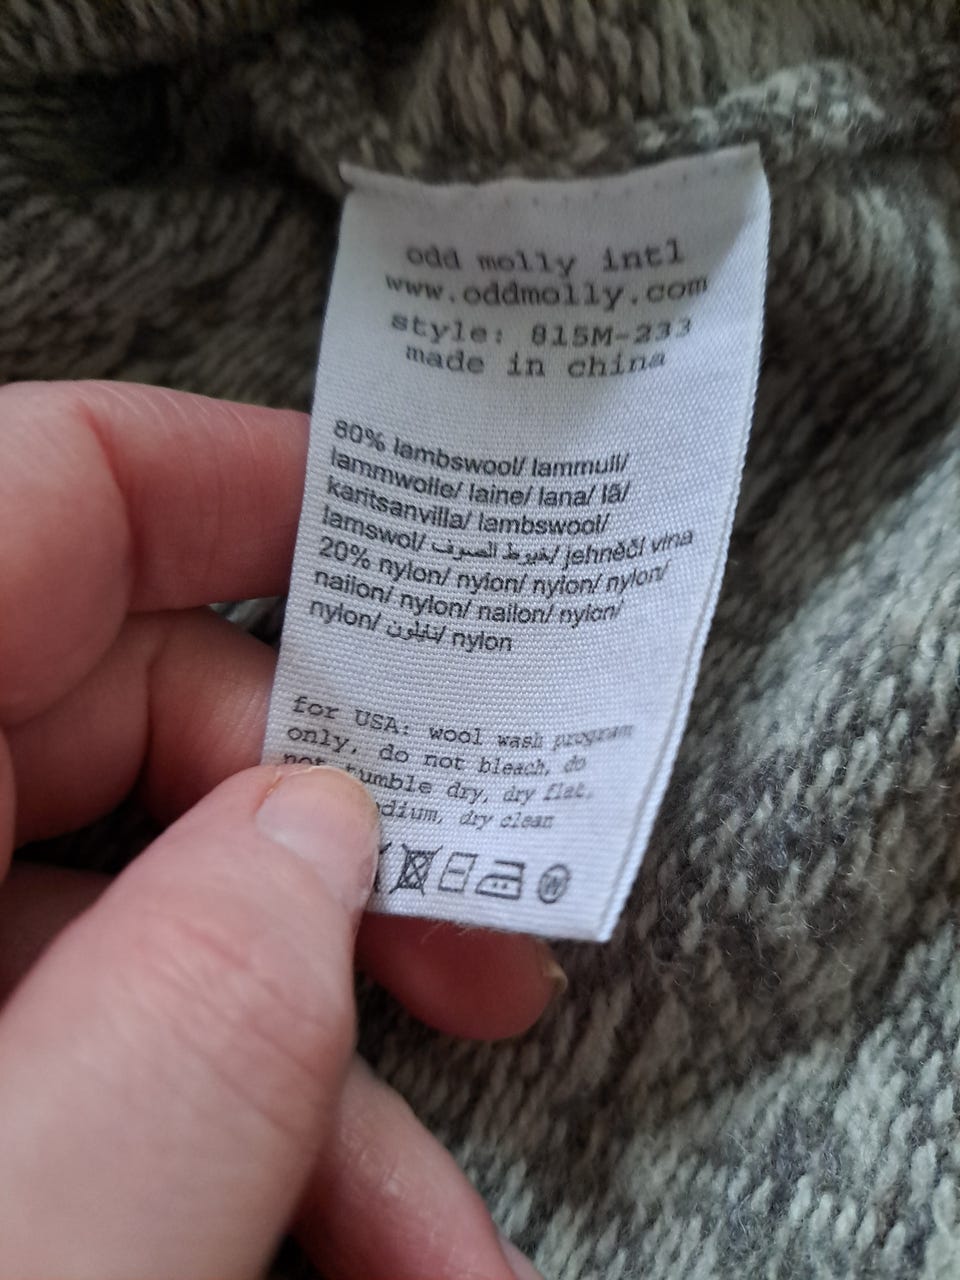 odd molly intl
www.oddmolly.com
style: 815M-233
made in china
80% lambswool/ lammull/
lammwolle/ laine/ lana/ lã/
karitsanvilla/ lambswool/
lamswol/ خيوط الصوف/ jehněčí vlna
20% nylon/ nylon/ nylon/ nylon/
nailon/ nylon/ nailon/ nylon/
nylon/ نايلون/ nylon
for USA: wool wash program
only, do not bleach, do
not tumble dry, dry flat.
dry clean
W